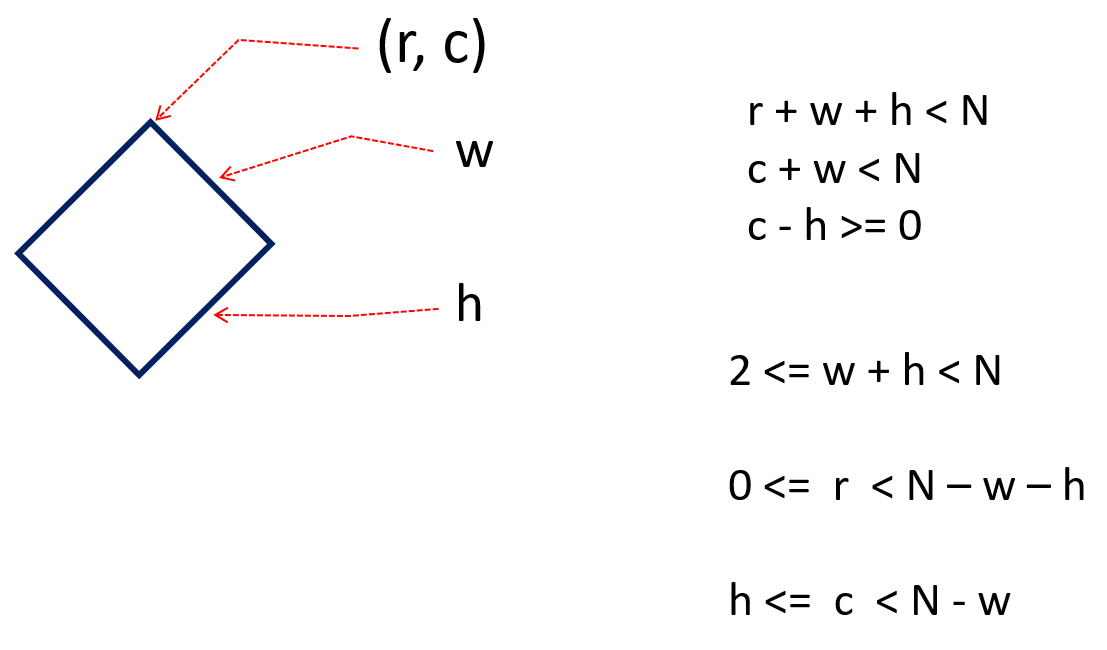 (r, c)
w
h
r + w + h < N
c + w < N
c - h >= 0
2 <= w + h < N
0 <= r < N – w – h
h <= c < N - w